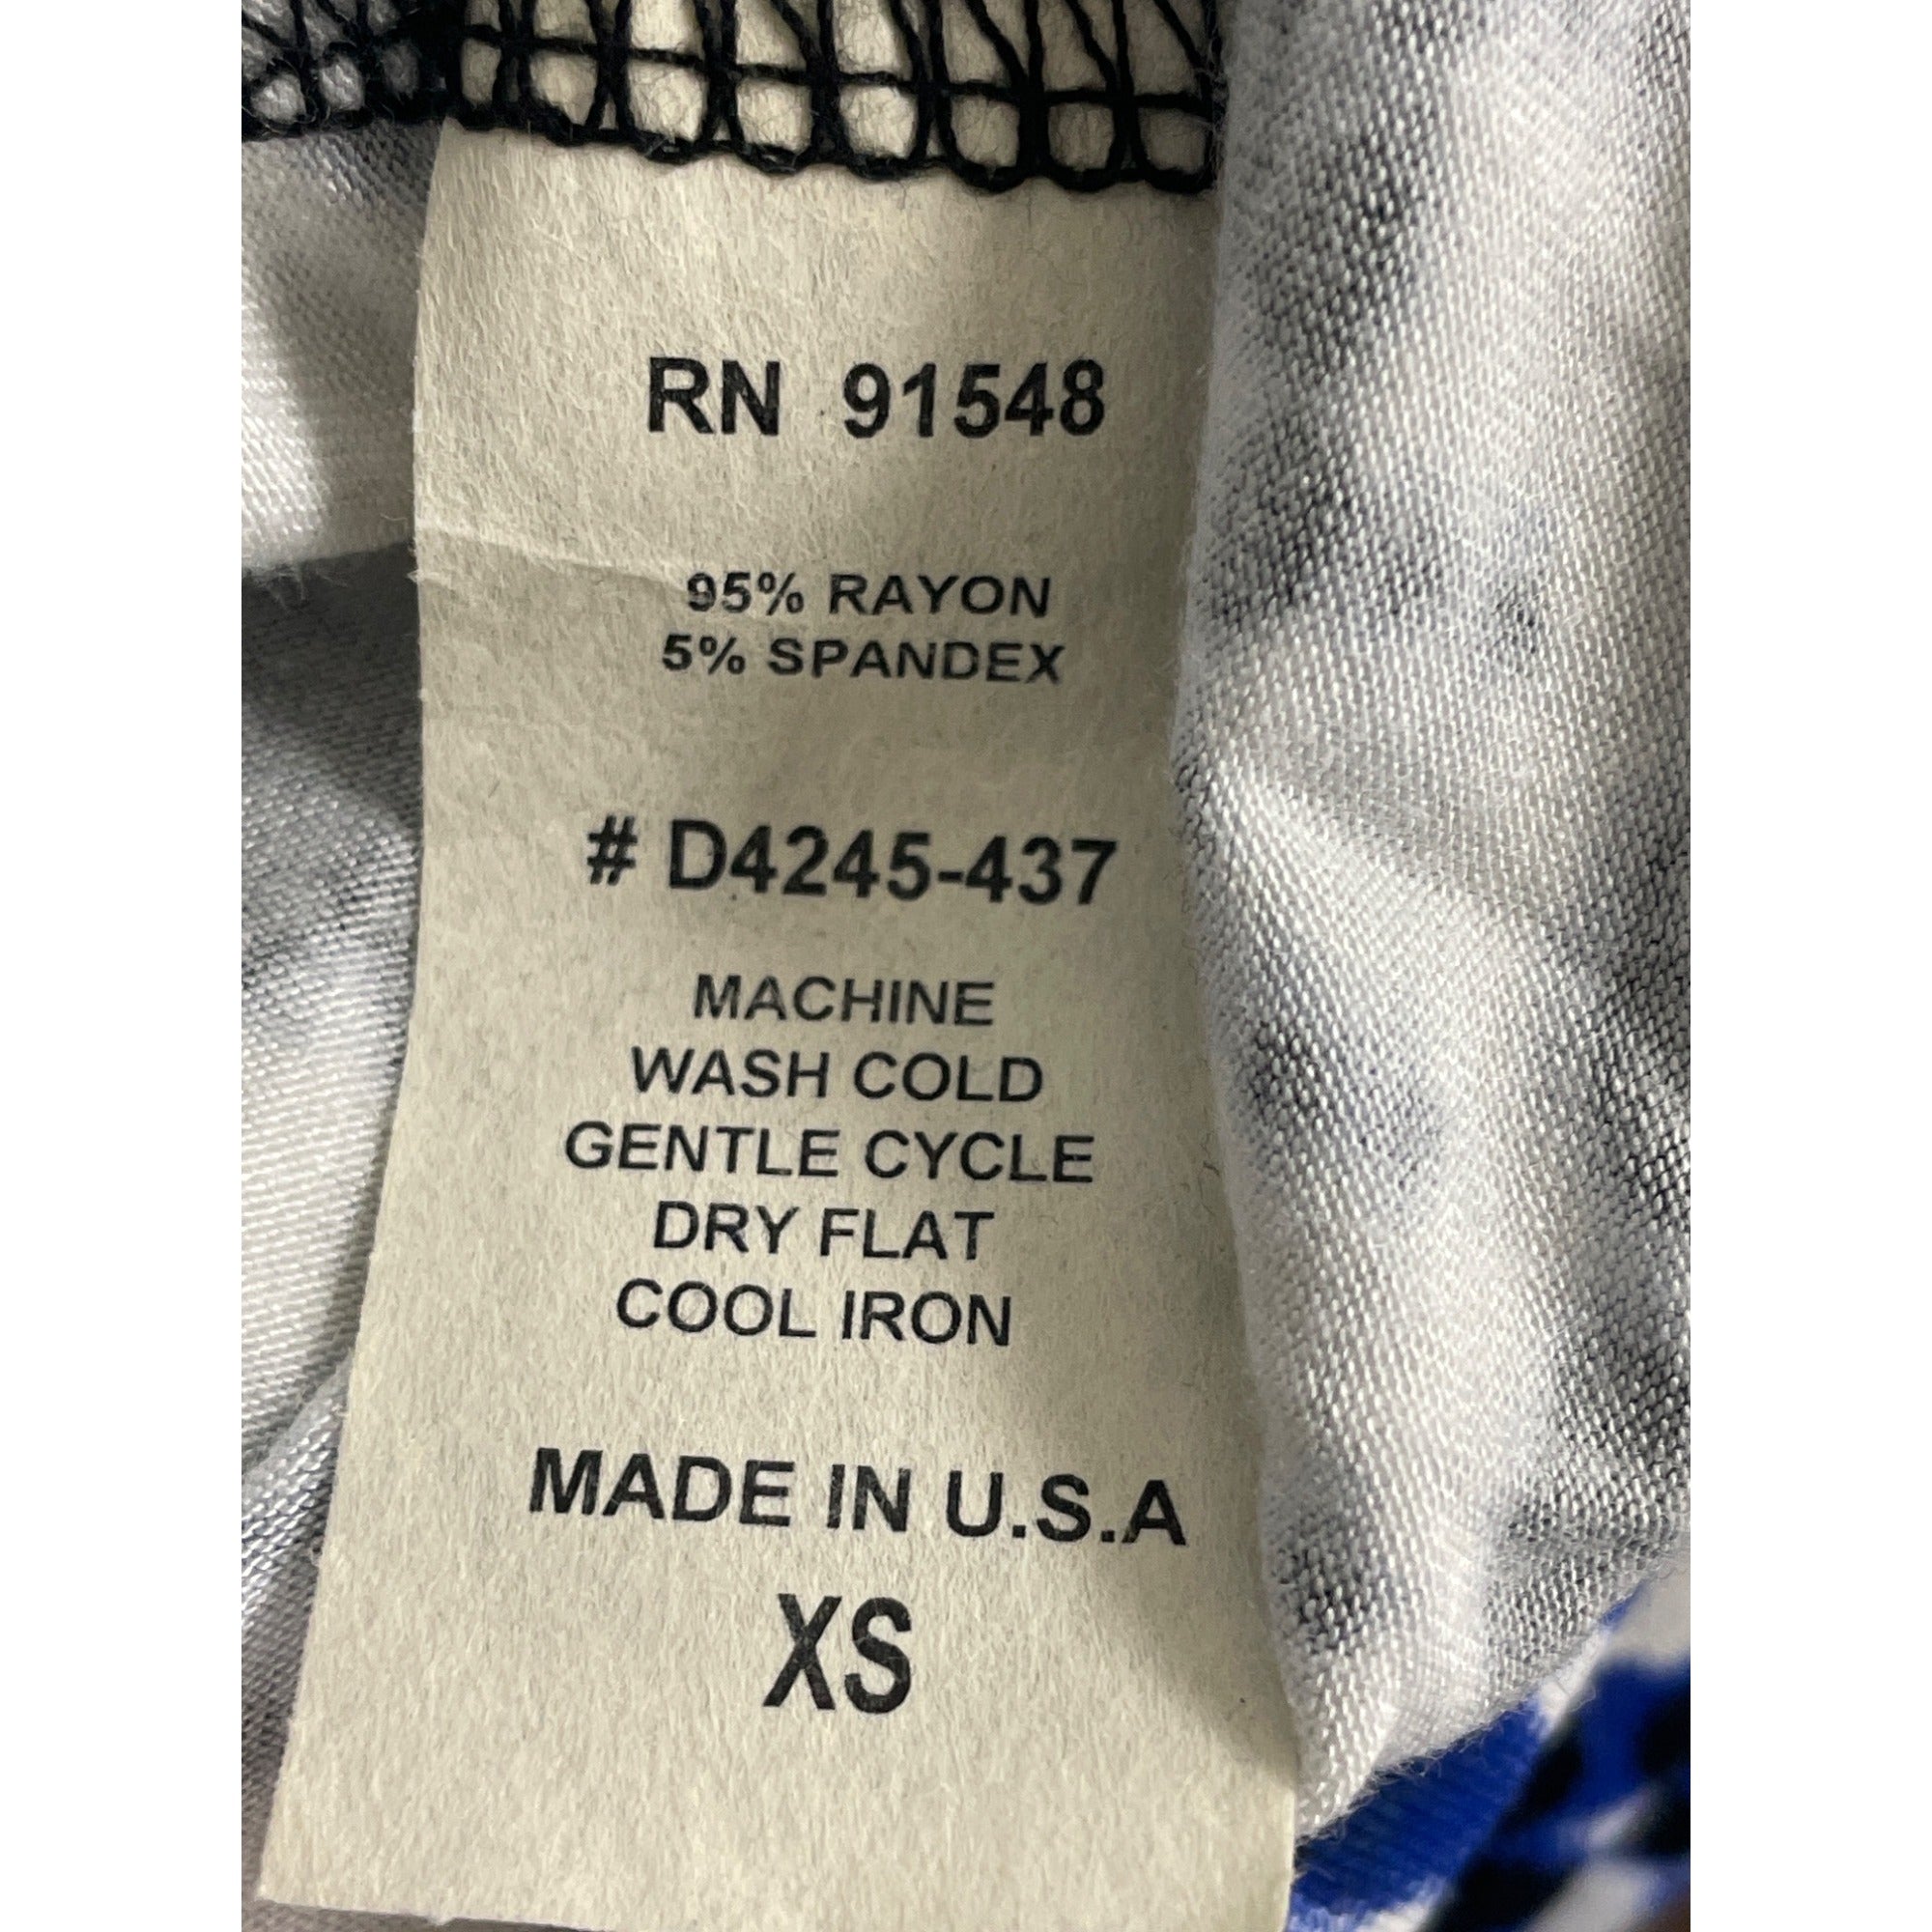 RN 91548
95% RAYON
5% SPANDEX
# D4245-437
MACHINE
WASH COLD
GENTLE CYCLE
DRY FLAT
COOL IRON
MADE IN U.S.A
XS